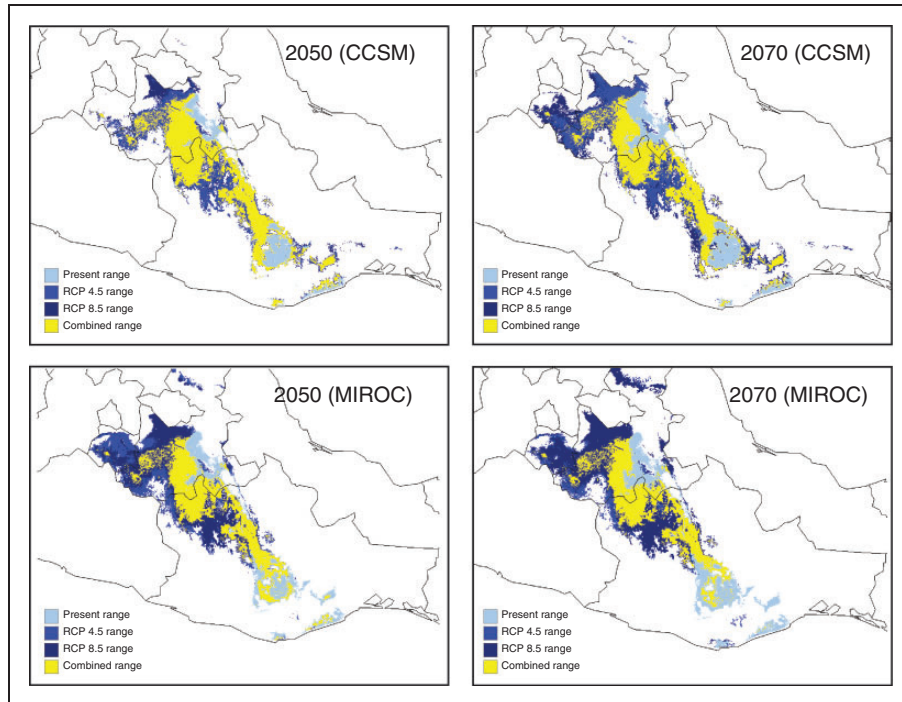 2050 (CCSM)
Present range
RCP 4.5 range
RCP 8.5 range
Combined range
2070 (CCSM)
Present range
RCP 4.5 range
RCP 8.5 range
Combined range
2050 (MIROC)
Present range
RCP 4.5 range
RCP 8.5 range
Combined range
2070 (MIROC)
Present range
RCP 4.5 range
RCP 8.5 range
Combined range